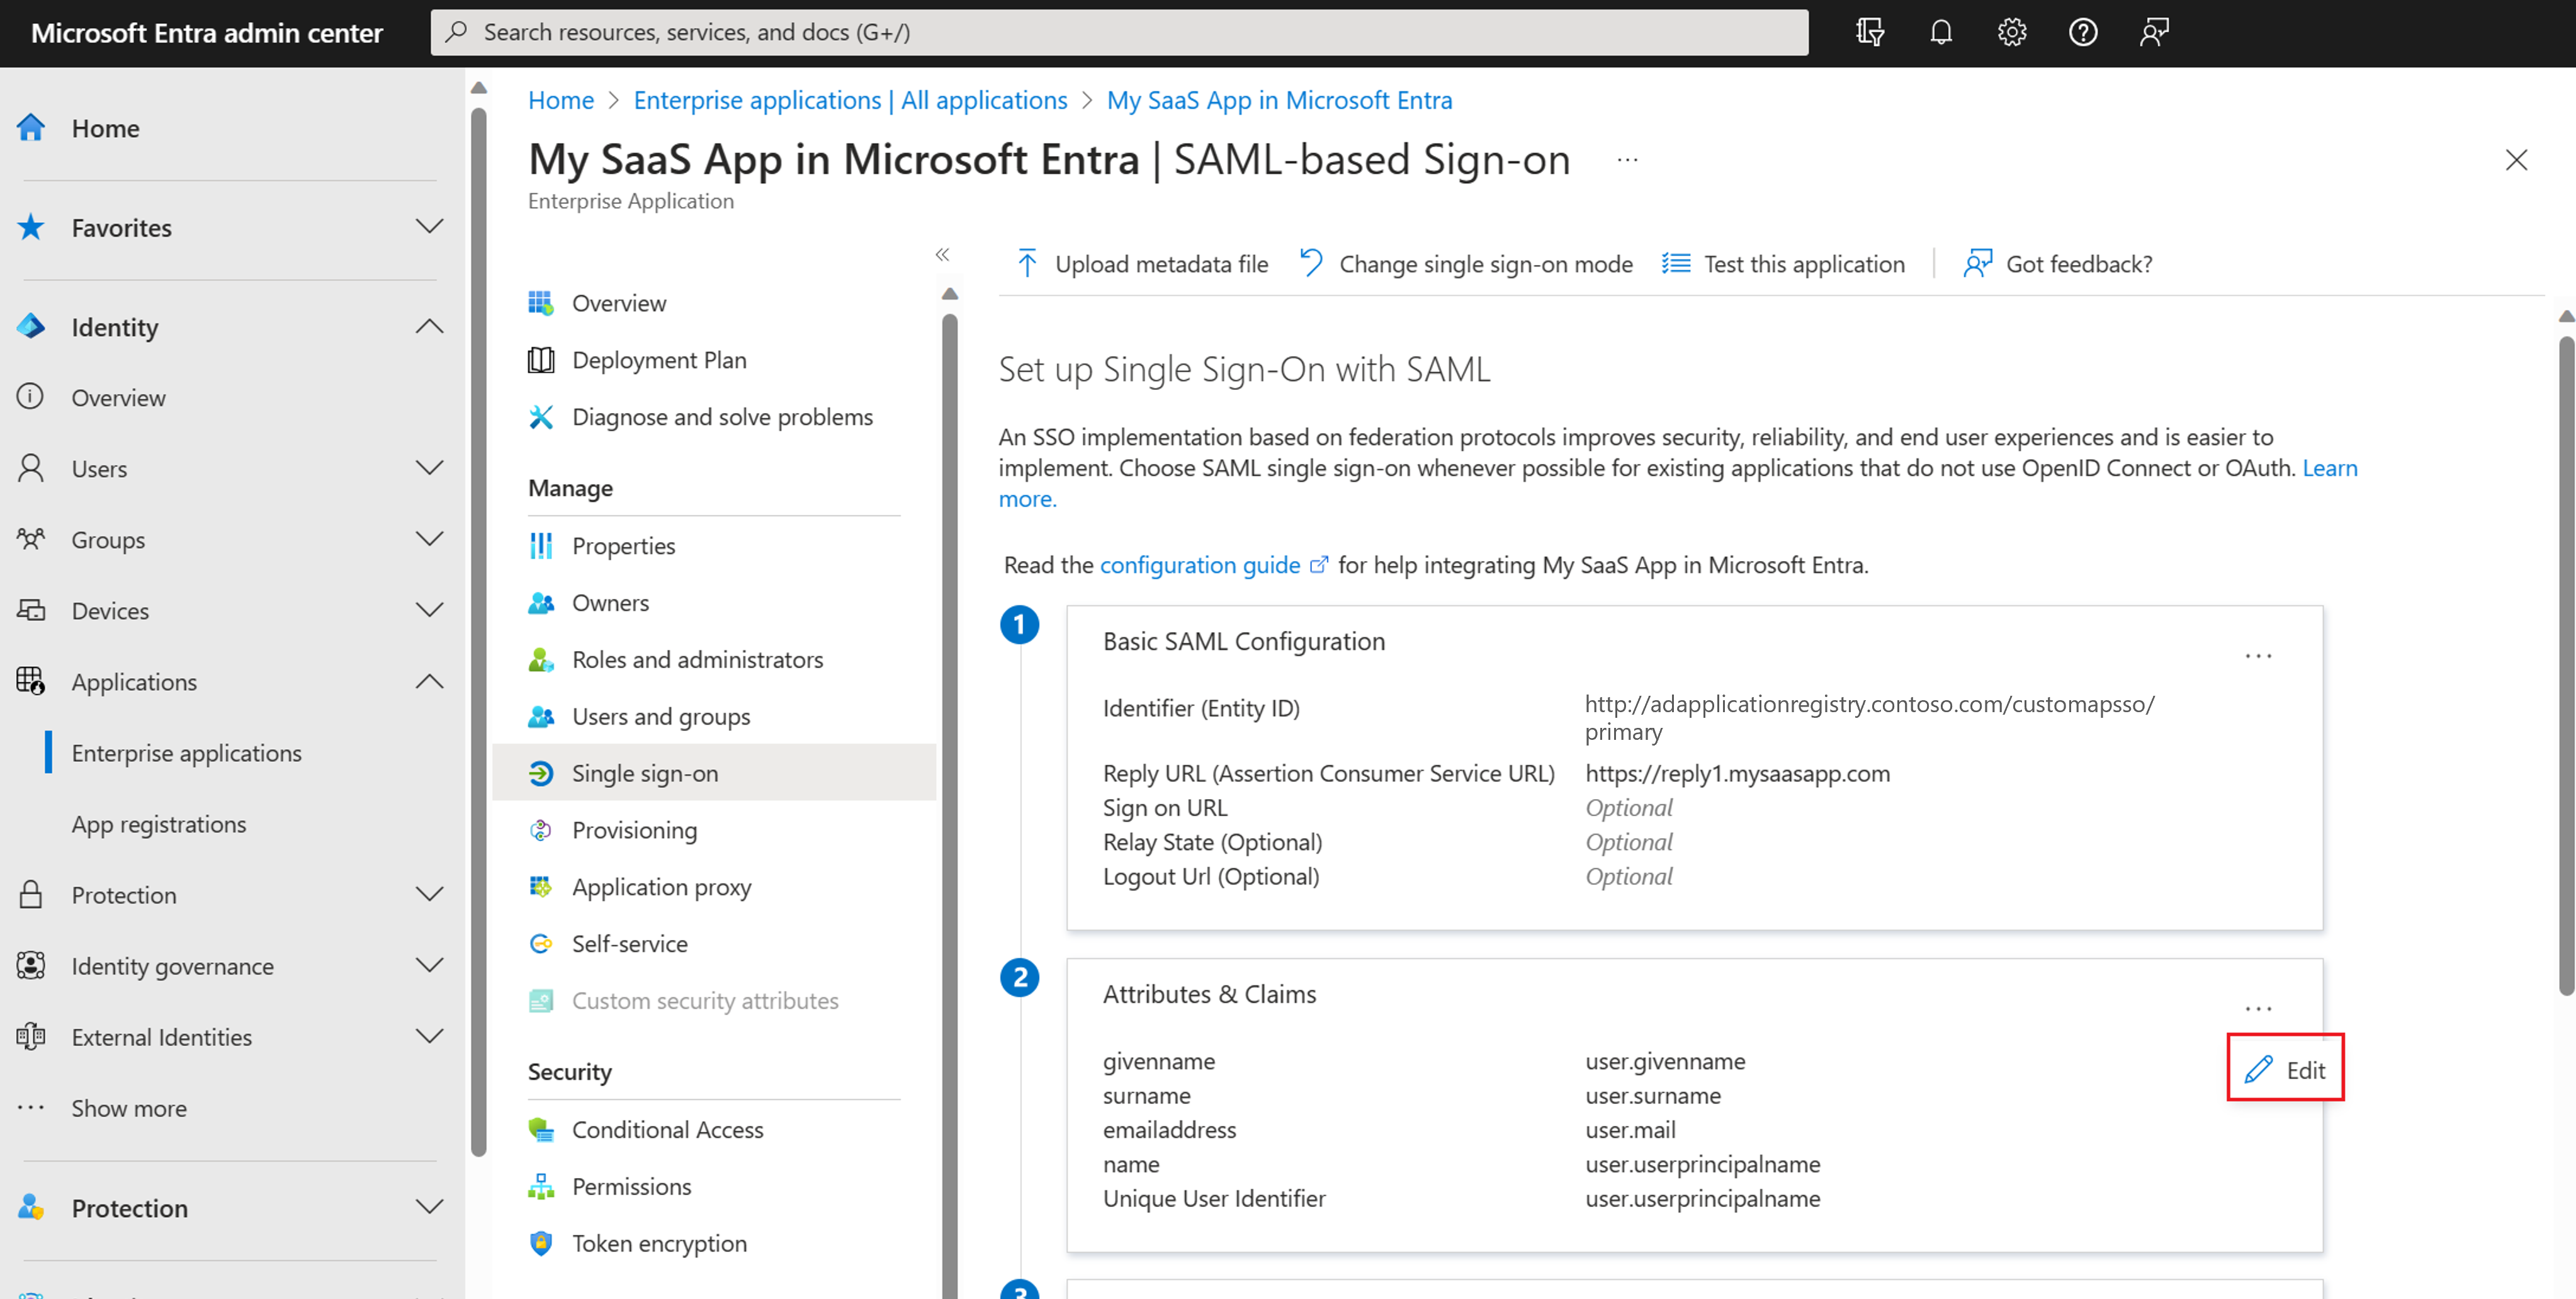 Microsoft Entra admin center
Search resources, services, and docs (G+/)
Home
Favorites
Identity
Overview
Users
Groups
Devices
Applications
Enterprise applications
App registrations
Protection
Identity governance
External Identities
Show more
Protection
Home > Enterprise applications | All applications > My SaaS App in Microsoft Entra
My SaaS App in Microsoft Entra | SAML-based Sign-on ...
Enterprise Application
Overview
Deployment Plan
Diagnose and solve problems
Manage
Properties
Owners
Roles and administrators
Users and groups
Single sign-on
Provisioning
Application proxy
Self-service
Custom security attributes
Security
Conditional Access
Permissions
Token encryption
Upload metadata file Change single sign-on mode Test this application | Got feedback?
Set up Single Sign-On with SAML
An SSO implementation based on federation protocols improves security, reliability, and end user experiences and is easier to
implement. Choose SAML single sign-on whenever possible for existing applications that do not use OpenID Connect or OAuth. Learn
more.
Read the configuration guide for help integrating My SaaS App in Microsoft Entra.
1
Basic SAML Configuration
Identifier (Entity ID) http://adapplicationregistry.contoso.com/customapsso/
primary
Reply URL (Assertion Consumer Service URL) https://reply1.mysaasapp.com
Sign on URL Optional
Relay State (Optional) Optional
Logout Url (Optional) Optional
2
Attributes & Claims
Edit
givenname user.givenname
surname user.surname
emailaddress user.mail
name user.userprincipalname
Unique User Identifier user.userprincipalname
3